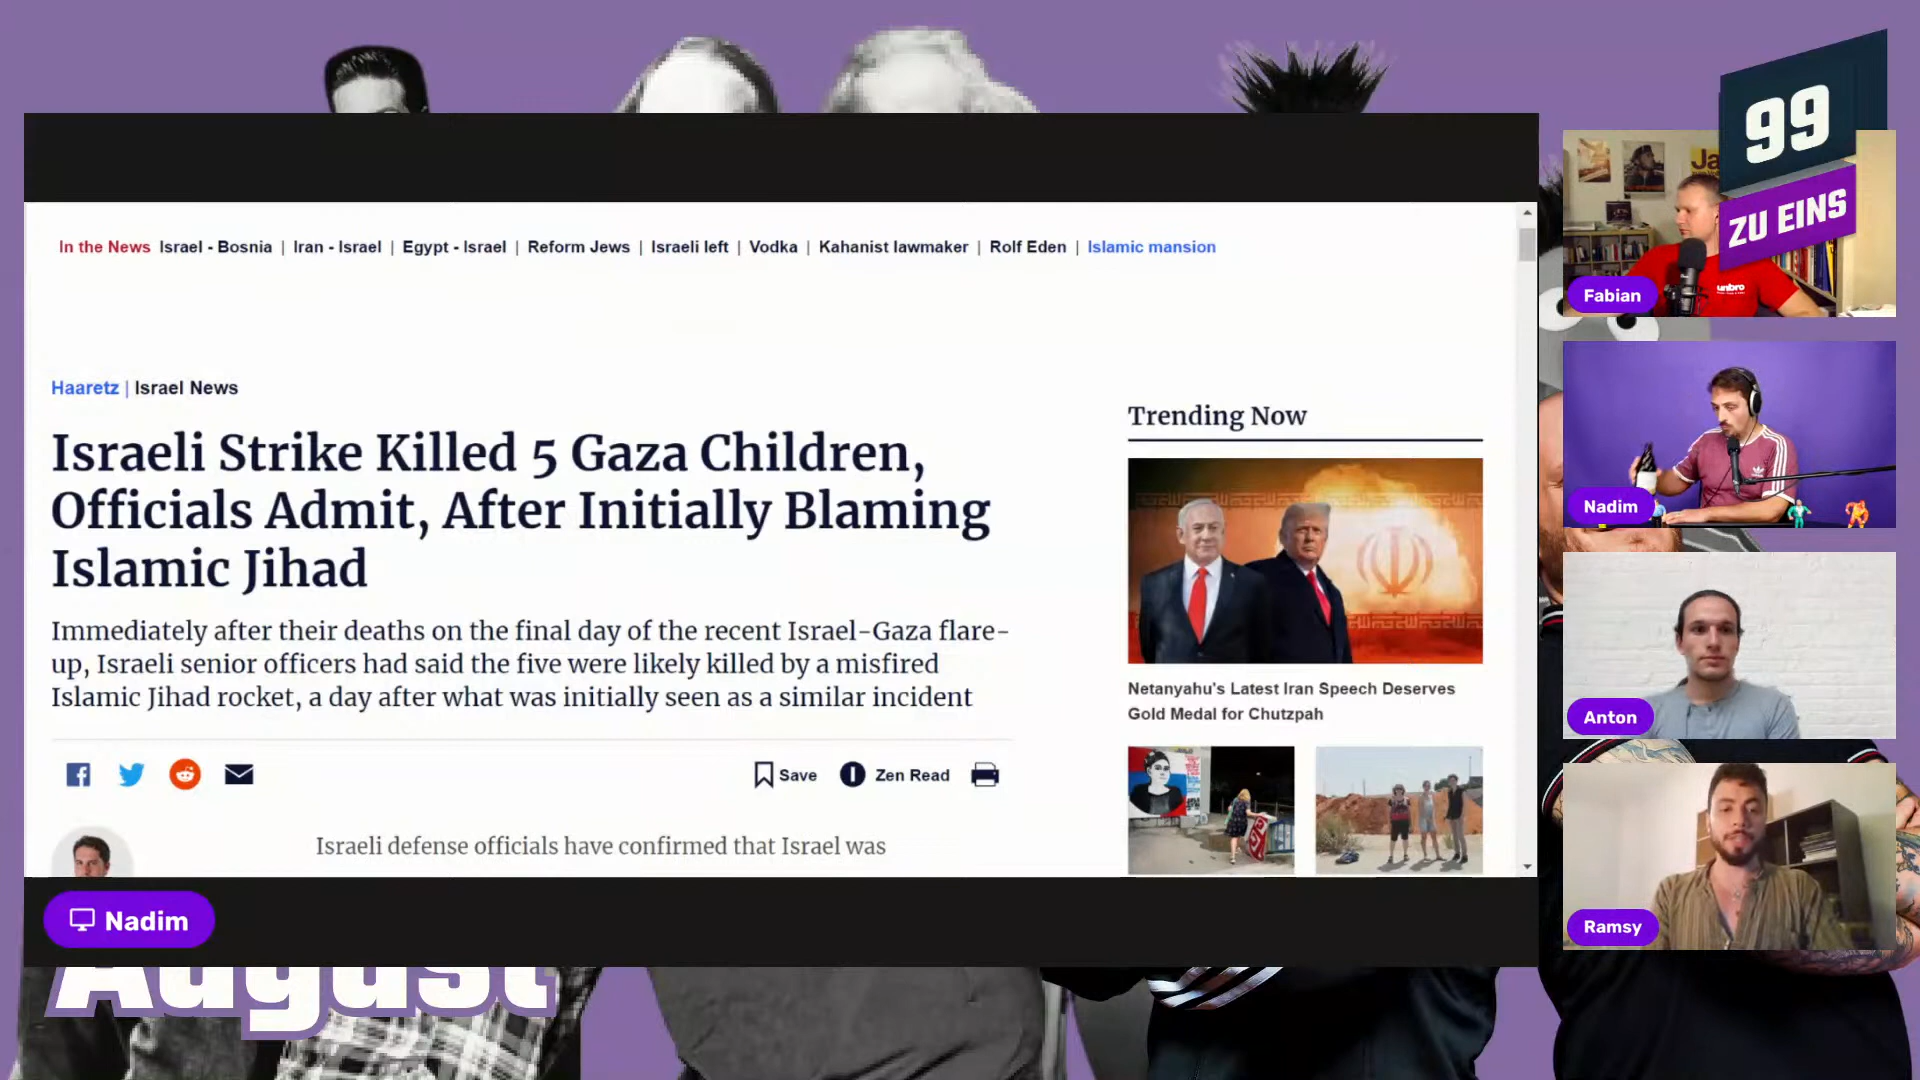 99
ZU EINS
In the News Israel - Bosnia | Iran - Israel | Egypt - Israel | Reform Jews | Israeli left | Vodka | Kahanist lawmaker | Rolf Eden | Islamic mansion
Haaretz | Israel News
Israeli Strike Killed 5 Gaza Children,
Officials Admit, After Initially Blaming
Islamic Jihad
Immediately after their deaths on the final day of the recent Israel-Gaza flare-
up, Israeli senior officers had said the five were likely killed by a misfired
Islamic Jihad rocket, a day after what was initially seen as a similar incident
Save
Zen Read
Israeli defense officials have confirmed that Israel was
Trending Now
Netanyahu's Latest Iran Speech Deserves
Gold Medal for Chutzpah
Ja
umbro
Fabian
Nadim
Anton
Ramsy
Nadim
August